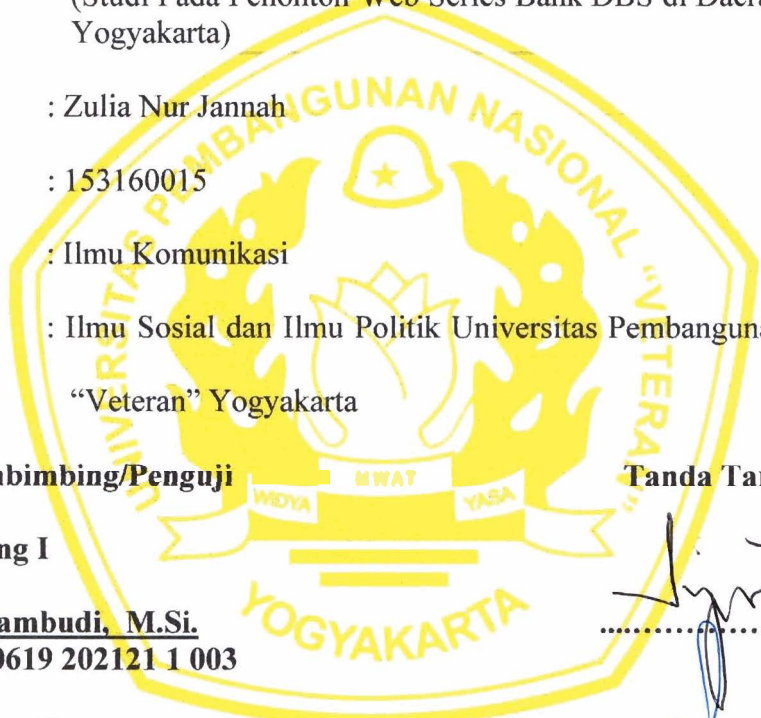 (Studi Pada Penonton Web Series Bank DBS di Daera
Yogyakarta)
: Zulia Nur Jannah
: 153160015
: Ilmu Komunikasi
: Ilmu Sosial dan Ilmu Politik Universitas Pembanguna
“Veteran” Yogyakarta
nbimbing/Penguji
Tanda Tan
ng I
ambudi, M.Si.
0619 202121 1 003
UNIVERSITAS PEMBANGUNAN NASIONAL "VETERAN"
WIDYA MWAT YASA
YOGYAKARTA